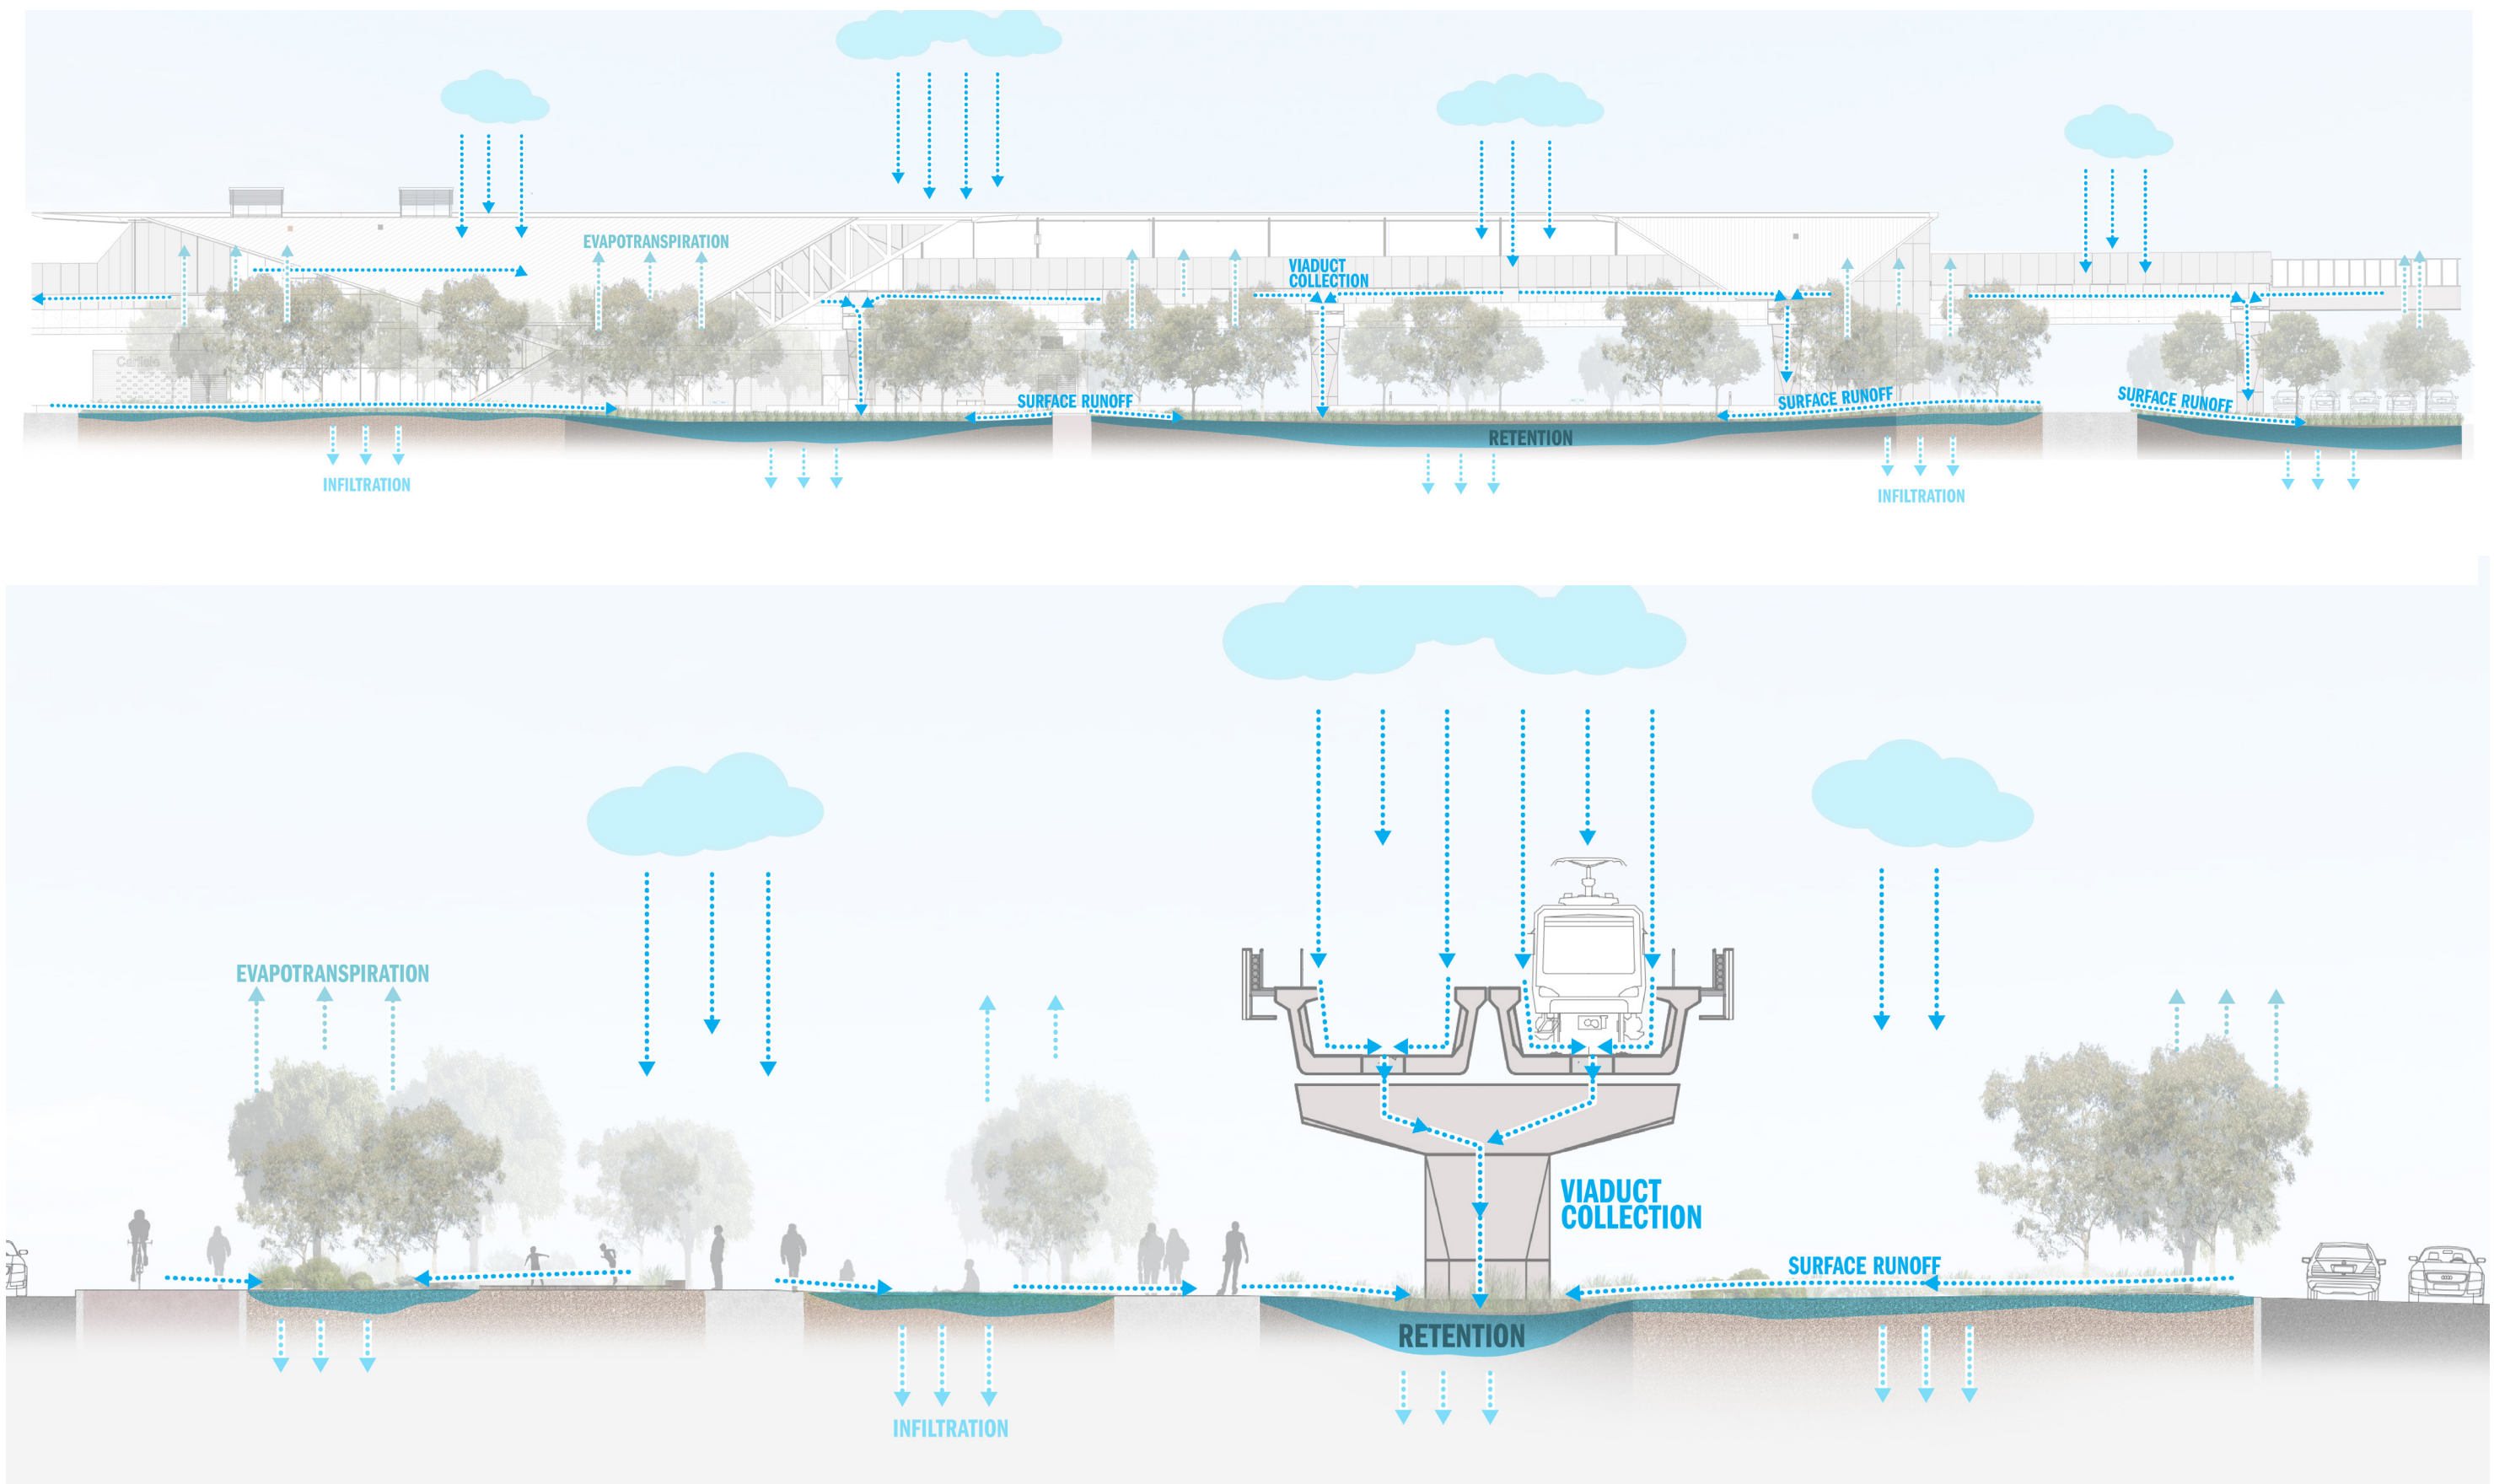 EVAPOTRANSPIRATION
VIADUCT
COLLECTION
Carlisle
SURFACE RUNOFF
SURFACE RUNOFF
SURFACE RUNOFF
RETENTION
INFILTRATION
INFILTRATION
EVAPOTRANSPIRATION
VIADUCT
COLLECTION
SURFACE RUNOFF
RETENTION
INFILTRATION